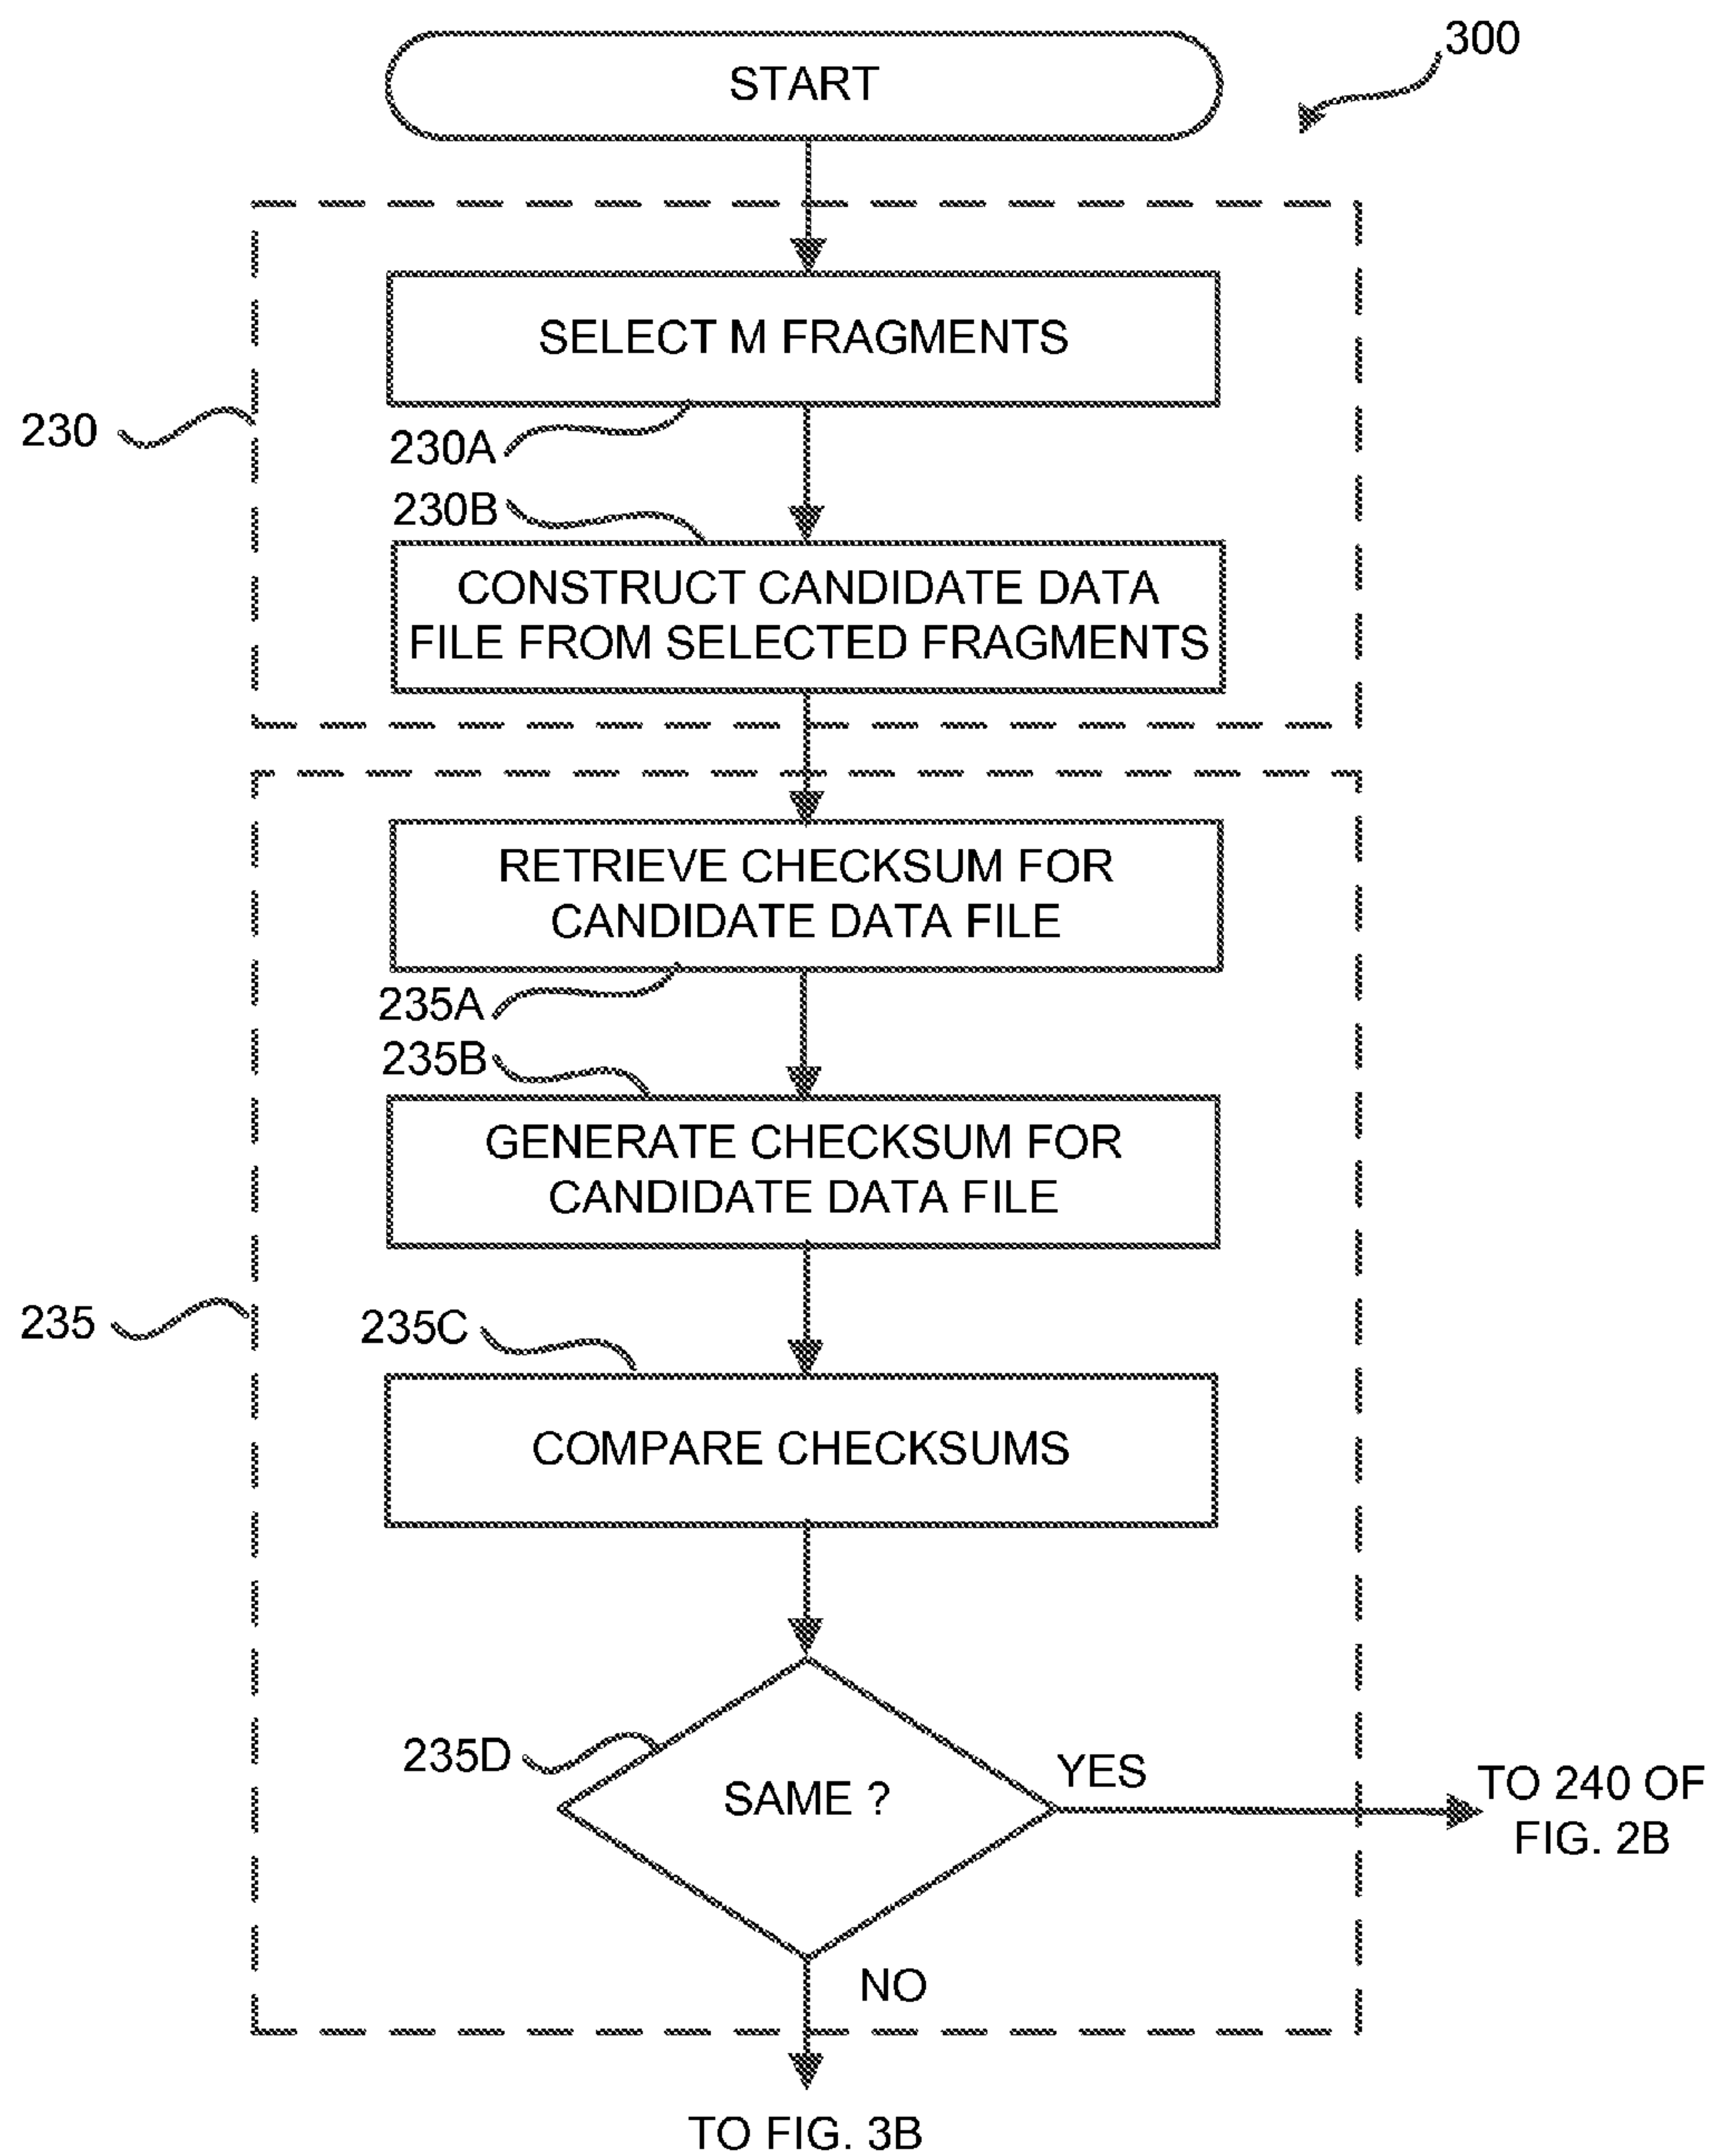 START
300
SELECT M FRAGMENTS
230
230A
230B
CONSTRUCT CANDIDATE DATA
FILE FROM SELECTED FRAGMENTS
RETRIEVE CHECKSUM FOR
CANDIDATE DATA FILE
235A
235B
GENERATE CHECKSUM FOR
CANDIDATE DATA FILE
235
235C
COMPARE CHECKSUMS
235D
SAME ?
YES
TO 240 OF
FIG. 2B
NO
TO FIG. 3B